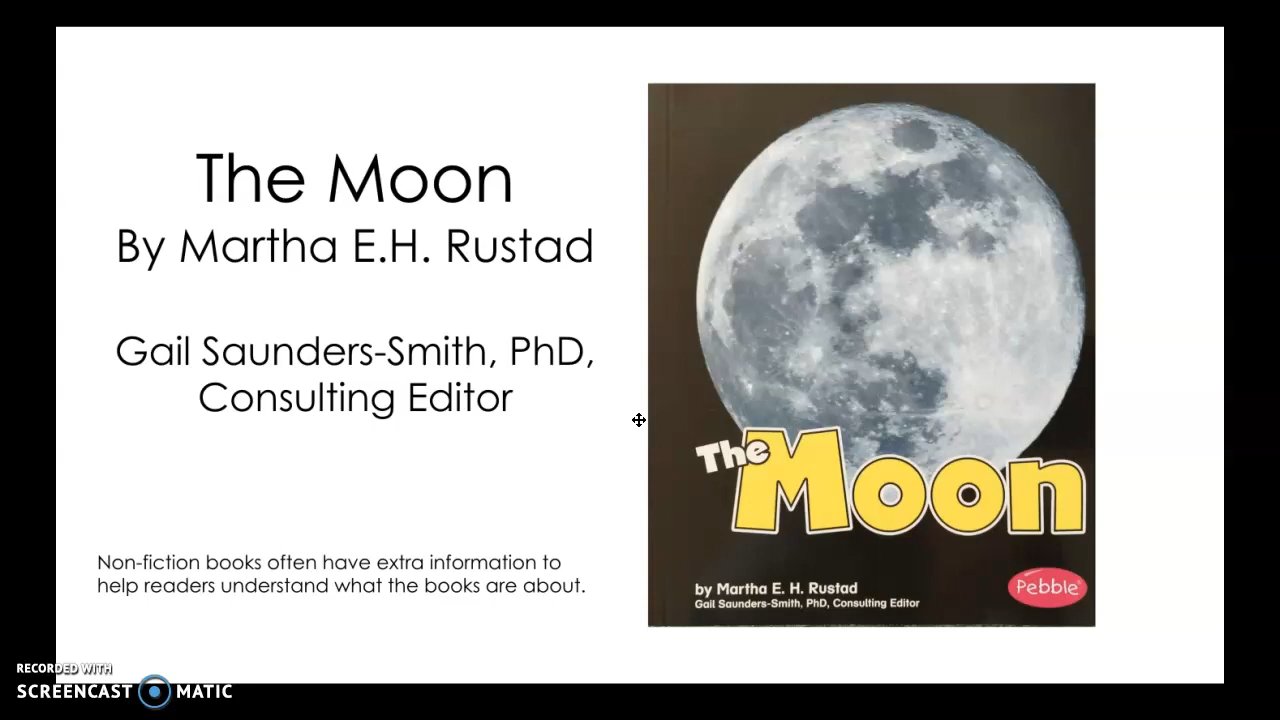 The Moon
By Martha E.H. Rustad
Gail Saunders-Smith, PhD,
Consulting Editor
Non-fiction books often have extra information to
help readers understand what the books are about.
The Moon
by Martha E. H. Rustad
Gail Saunders-Smith, PhD, Consulting Editor
Pebble
RECORDED WITH
SCREENCAST MATIC